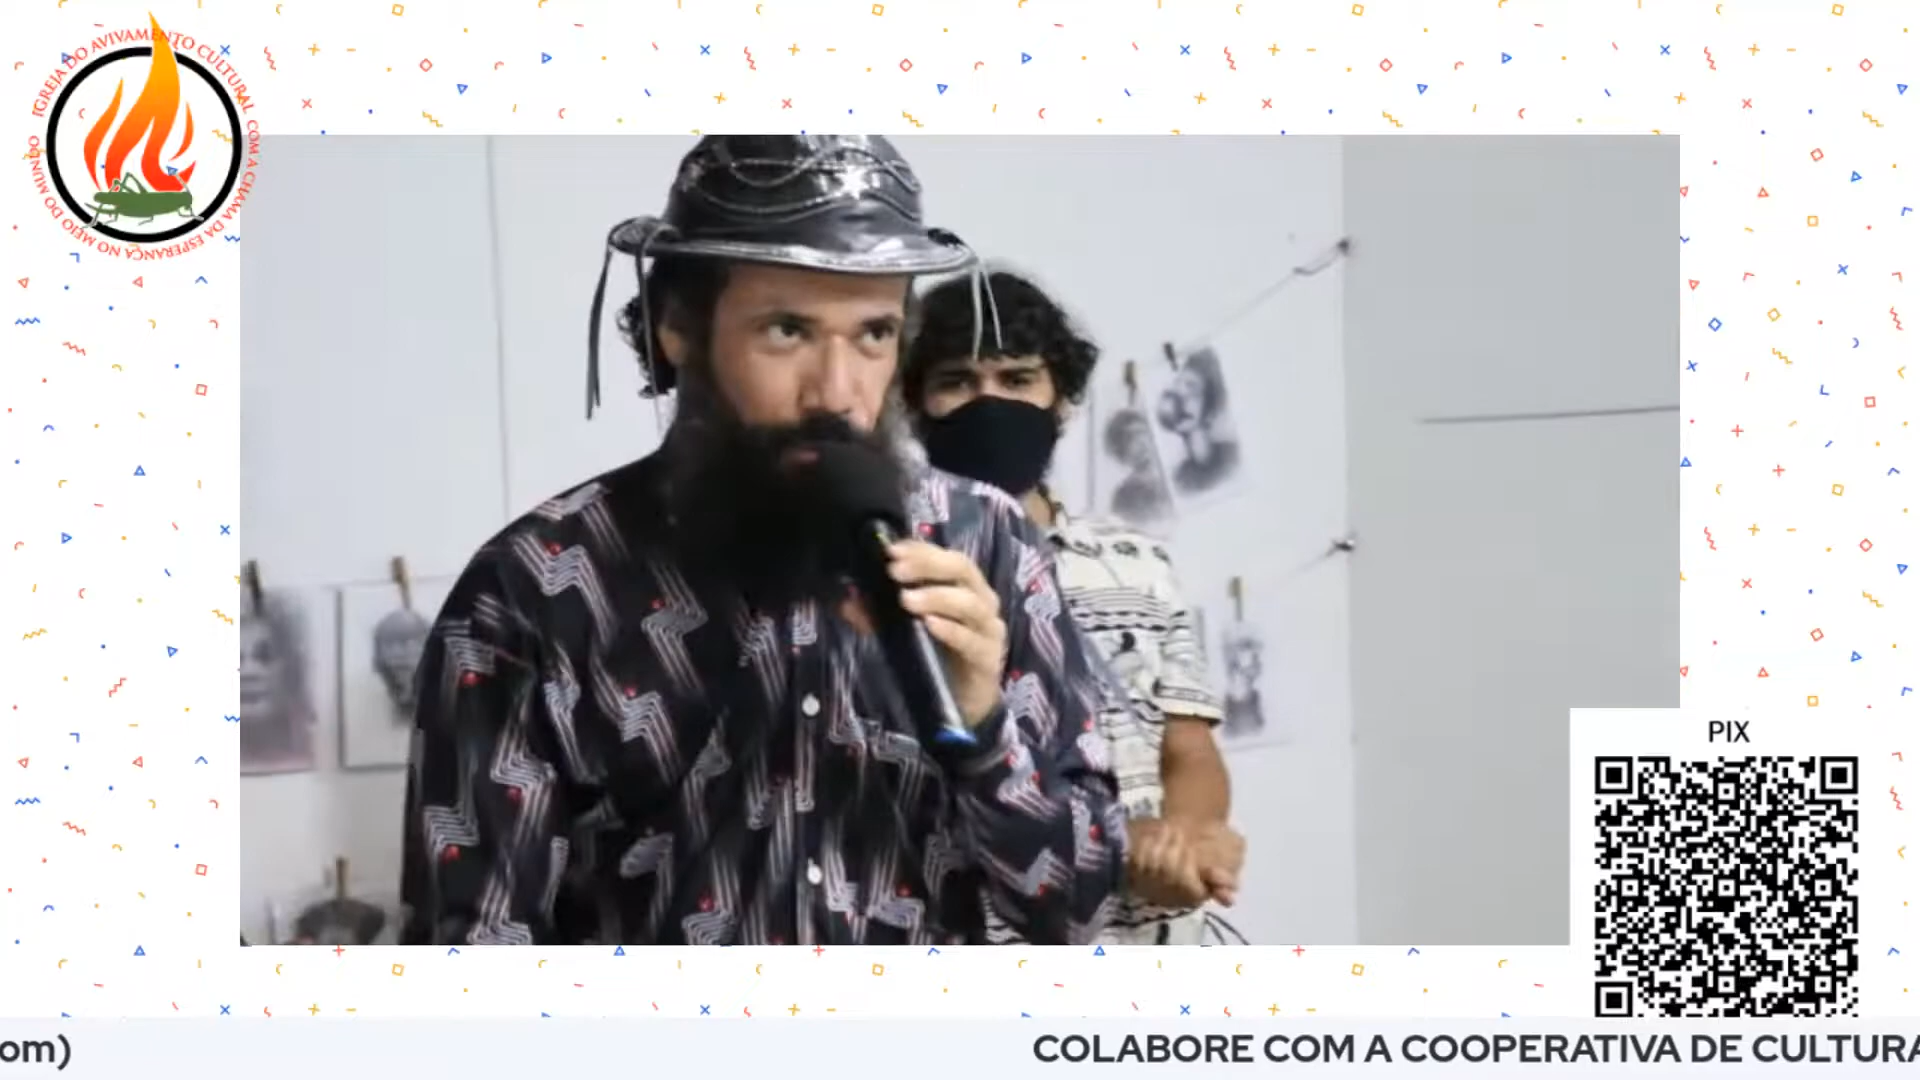 IGREJA DO AVIVAMENTO CULTURAL COM A CHAMA DA ESPERANÇA NO MEIO DO MUNDO
PIX
om)
COLABORE COM A COOPERATIVA DE CULTURA